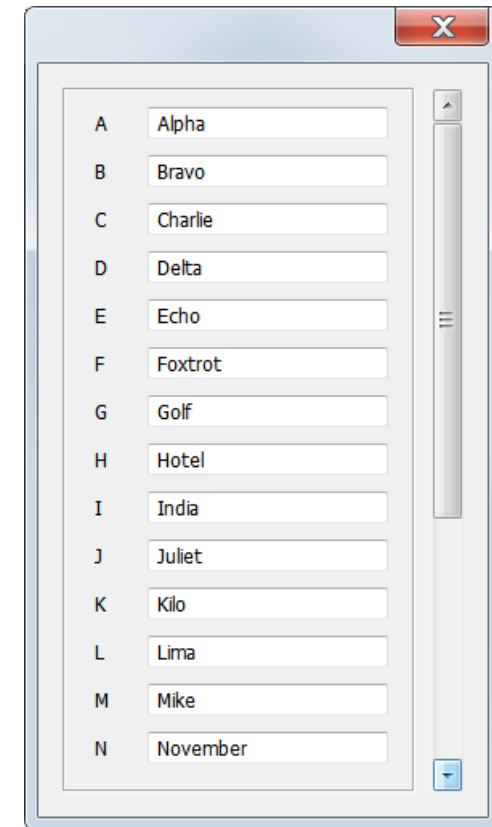 A Alpha
B Bravo
C Charlie
D Delta
E Echo
F Foxtrot
G Golf
H Hotel
I India
J Juliet
K Kilo
L Lima
M Mike
N November